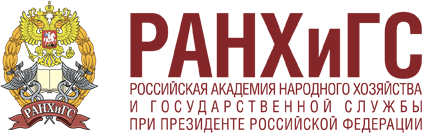 РАНХиГС
РАНХиГС
РОССИЙСКАЯ АКАДЕМИЯ НАРОДНОГО ХОЗЯЙСТВА
И ГОСУДАРСТВЕННОЙ СЛУЖБЫ
ПРИ ПРЕЗИДЕНТЕ РОССИЙСКОЙ ФЕДЕРАЦИИ